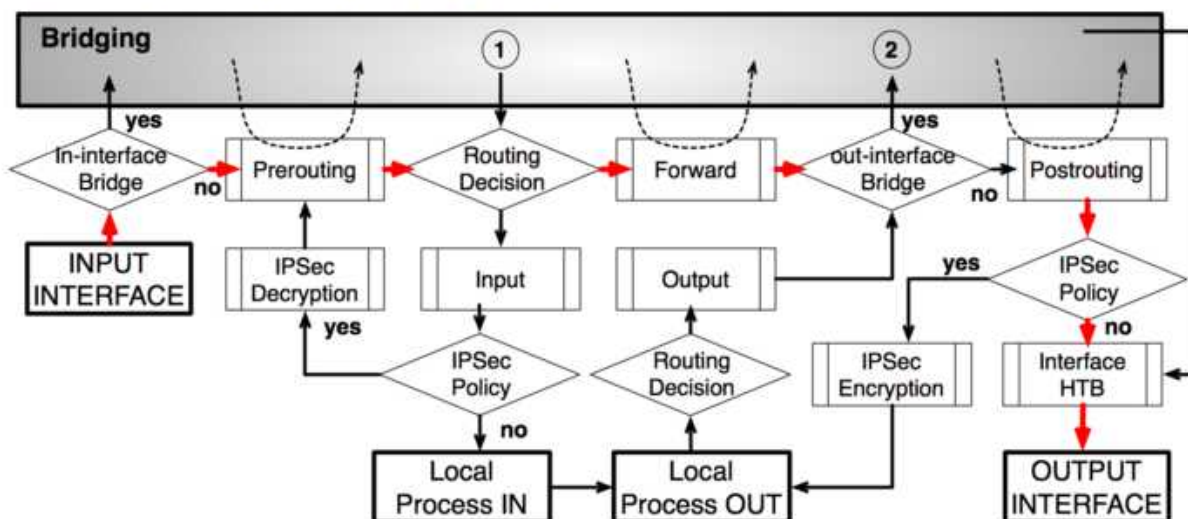 Bridging
1
2
yes
yes
In-interface
Bridge
no
Prerouting
Routing
Decision
Forward
out-interface
Bridge
no
Postrouting
INPUT
INTERFACE
IPSec
Decryption
Input
Output
yes
IPSec
Policy
no
yes
IPSec
Policy
Routing
Decision
IPSec
Encryption
Interface
HTB
no
Local
Process IN
Local
Process OUT
OUTPUT
INTERFACE